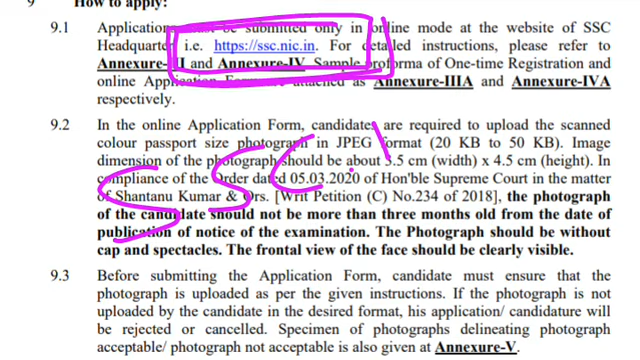 9 How to apply:
9.1 Applications must be submitted only in online mode at the website of SSC
Headquarters i.e. https://ssc.nic.in. For detailed instructions, please refer to
Annexure-III and Annexure-IV. Sample proforma of One-time Registration and
online Application Form are attached as Annexure-IIIA and Annexure-IVA
respectively.
9.2 In the online Application Form, candidates are required to upload the scanned
colour passport size photograph in JPEG format (20 KB to 50 KB). Image
dimension of the photograph should be about 3.5 cm (width) x 4.5 cm (height). In
compliance of the Order dated 05.03.2020 of Hon'ble Supreme Court in the matter
of Shantanu Kumar & Ors. [Writ Petition (C) No.234 of 2018], the photograph
of the candidate should not be more than three months old from the date of
publication of notice of the examination. The Photograph should be without
cap and spectacles. The frontal view of the face should be clearly visible.
9.3 Before submitting the Application Form, candidate must ensure that the
photograph is uploaded as per the given instructions. If the photograph is not
uploaded by the candidate in the desired format, his application/ candidature will
be rejected or cancelled. Specimen of photographs delineating photograph
acceptable/ photograph not acceptable is also given at Annexure-V.
SSC